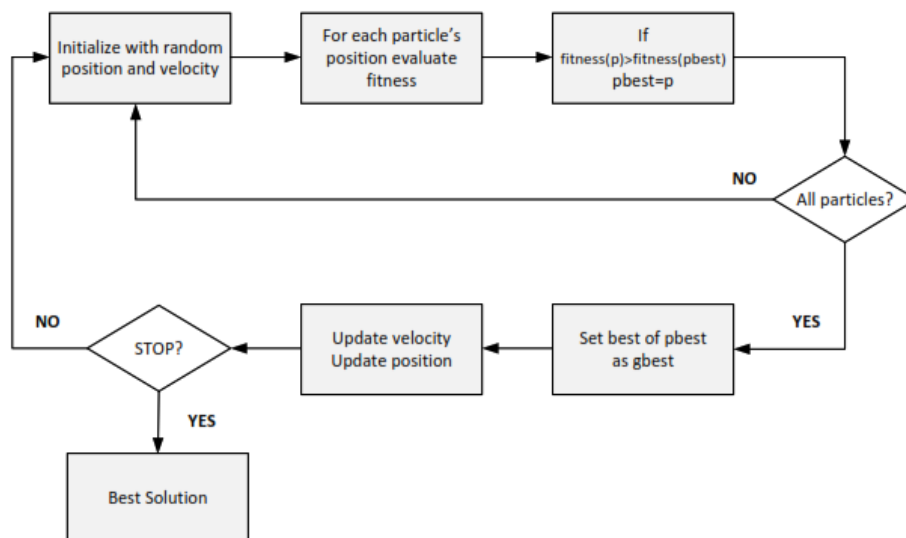 Initialize with random
position and velocity
For each particle's
position evaluate
fitness
If
fitness(p)>fitness(pbest)
pbest=p
All particles?
NO
YES
Set best of pbest
as gbest
Update velocity
Update position
STOP?
NO
YES
Best Solution